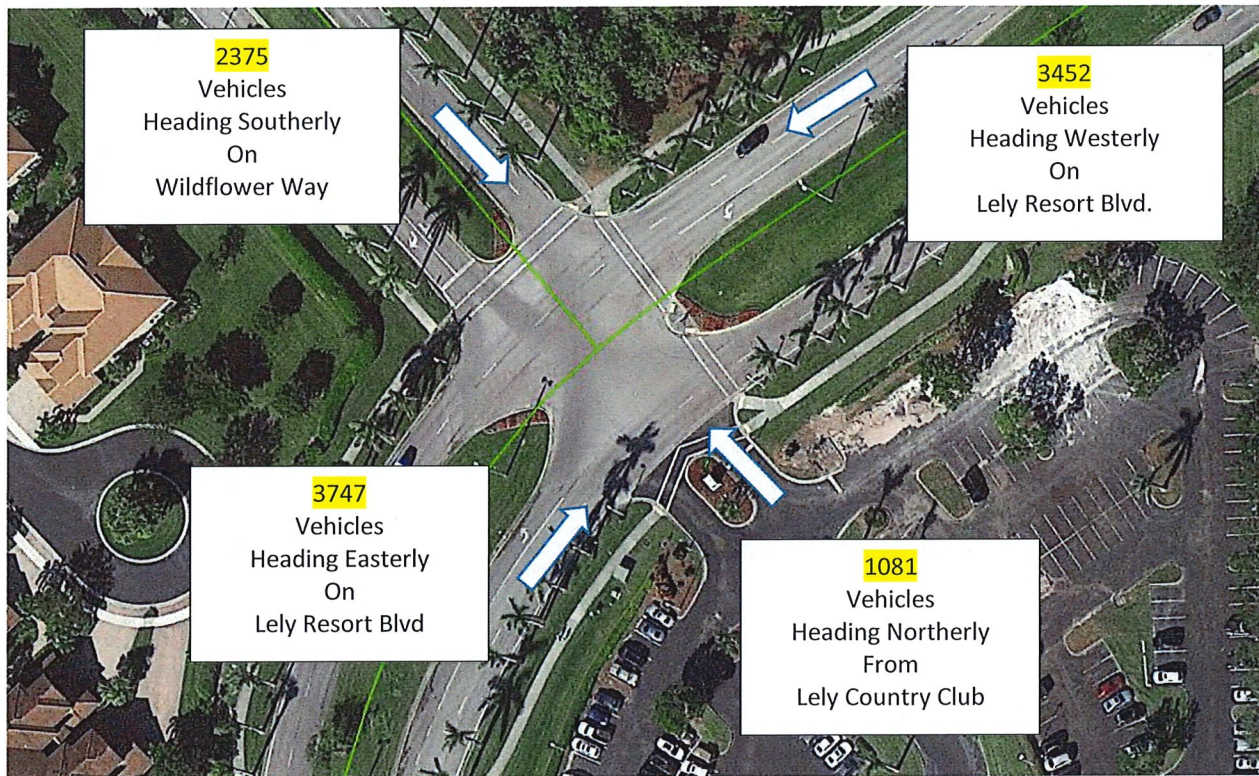 2375
Vehicles
Heading Southerly
On
Wildflower Way
3452
Vehicles
Heading Westerly
On
Lely Resort Blvd.
3747
Vehicles
Heading Easterly
On
Lely Resort Blvd
1081
Vehicles
Heading Northerly
From
Lely Country Club